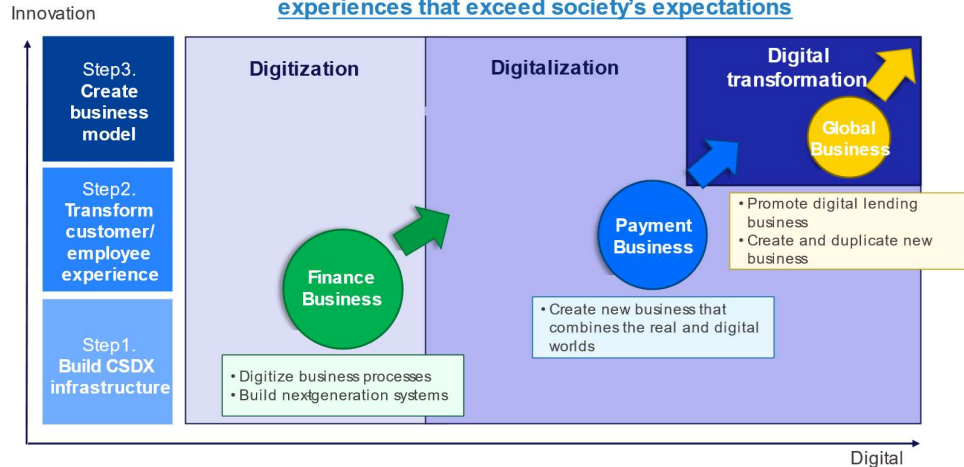 experiences that exceed society's expectations
Innovation
Step3.
Create
business
model
Step2.
Transform
customer/
employee
experience
Step1.
Build CSDX
infrastructure
Digitization
Digitalization
Digital
transformation
Global
Business
Payment
Business
Finance
Business
• Promote digital lending
business
• Create and duplicate new
business
• Create new business that
combines the real and digital
worlds
• Digitize business processes
• Build next-generation systems
Digital